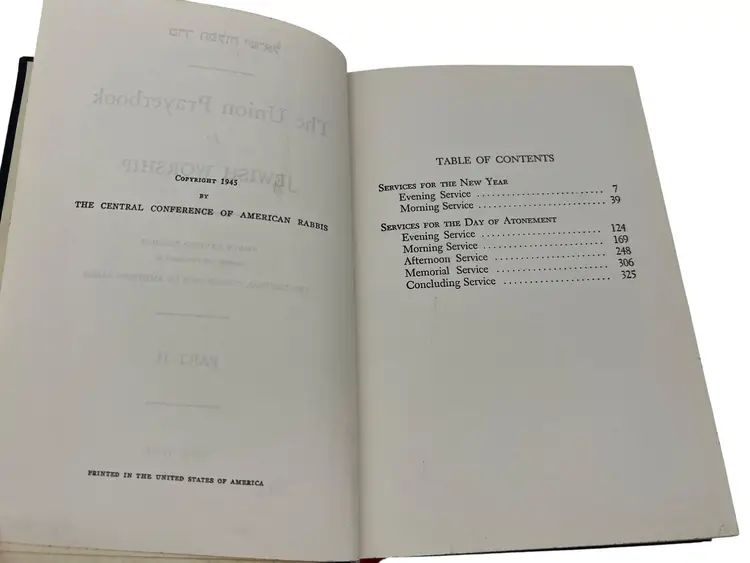 COPYRIGHT 1945
BY
THE CENTRAL CONFERENCE OF AMERICAN RABBIS
PRINTED IN THE UNITED STATES OF AMERICA
TABLE OF CONTENTS
SERVICES FOR THE NEW YEAR
Evening Service . . . . . . . . . . . . . . . . . . . . . . 7
Morning Service . . . . . . . . . . . . . . . . . . . . . . 39
SERVICES FOR THE DAY OF ATONEMENT
Evening Service . . . . . . . . . . . . . . . . . . . . . . 124
Morning Service . . . . . . . . . . . . . . . . . . . . . . 169
Afternoon Service . . . . . . . . . . . . . . . . . . . . . 248
Memorial Service . . . . . . . . . . . . . . . . . . . . . 306
Concluding Service . . . . . . . . . . . . . . . . . . . . 325